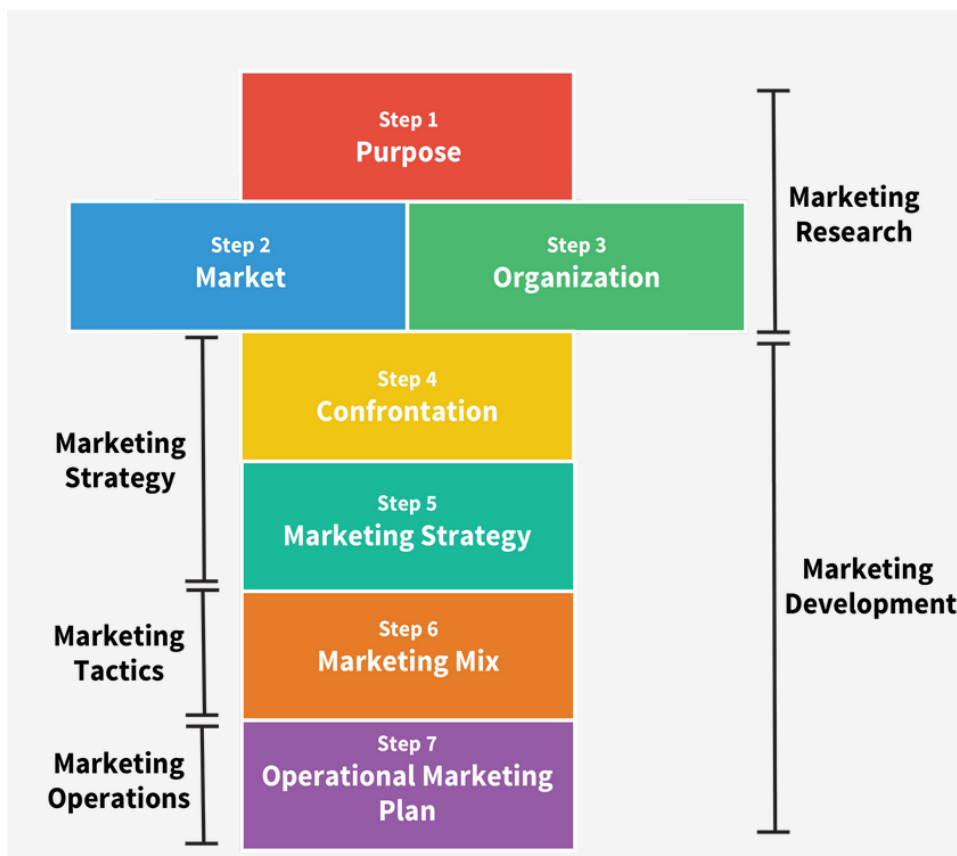 Step 1
Purpose
Marketing
Research
Step 2
Market
Step 3
Organization
Step 4
Confrontation
Marketing
Strategy
Step 5
Marketing Strategy
Marketing
Development
Step 6
Marketing Mix
Marketing
Tactics
Step 7
Operational Marketing
Plan
Marketing
Operations